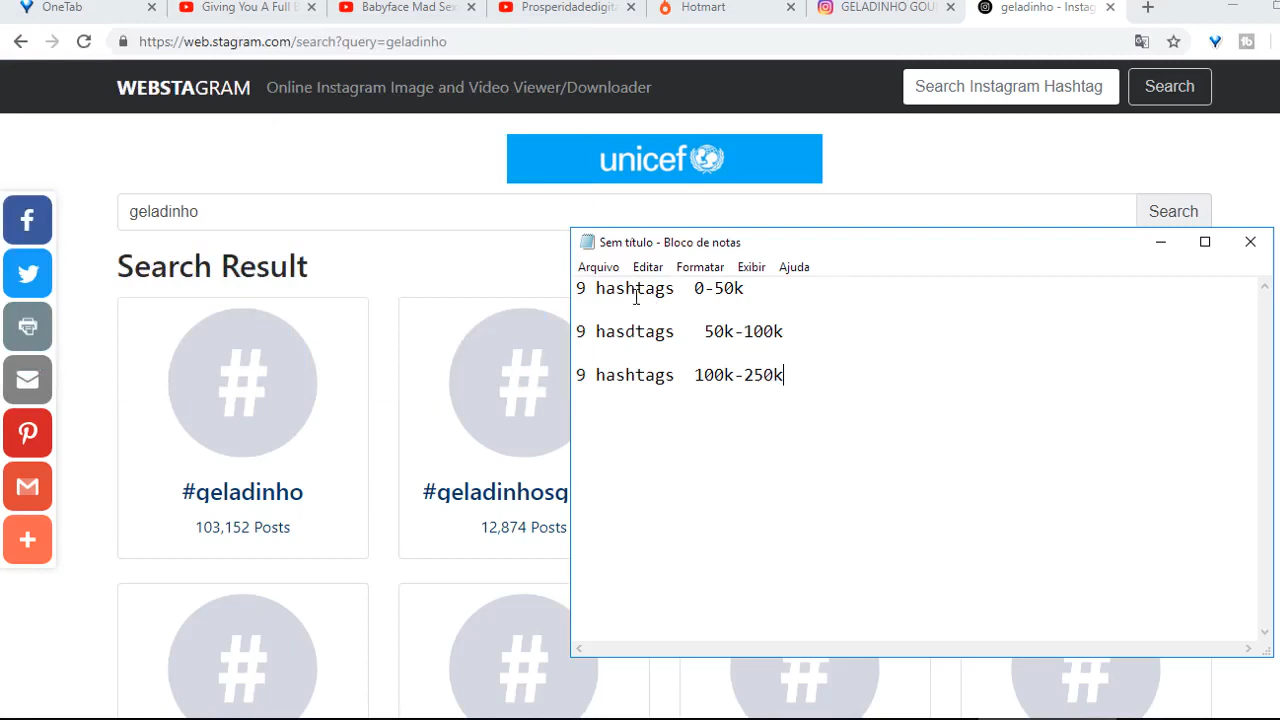 OneTab
Giving You A Full B
Babyface Mad Sex
Prosperidadedigit
Hotmart
GELADINHO GOU
geladinho - Instag
https://web.stagram.com/search?query=geladinho
WEBSTAGRAM Online Instagram Image and Video Viewer/Downloader
Search Instagram Hashtag
Search
unicef
geladinho
Search
Search Result
#geladinho
103,152 Posts
#geladinhosg
12,874 Posts
Sem título - Bloco de notas
Arquivo Editar Formatar Exibir Ajuda
9 hashtags 0-50k
9 hasdtags 50k-100k
9 hashtags 100k-250k